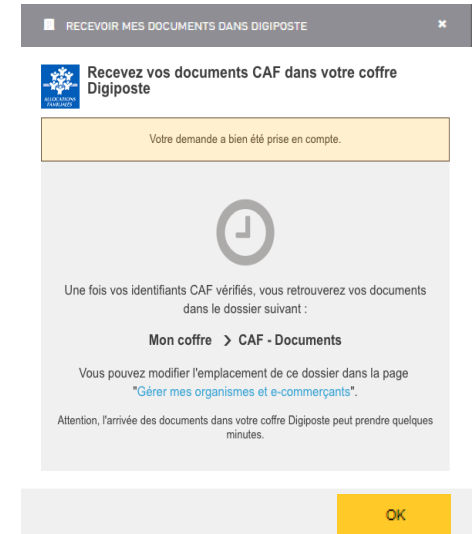 RECEVOIR MES DOCUMENTS DANS DIGIPOSTE ×
Recevez vos documents CAF dans votre coffre
Digiposte
ALLOCATIONS
FAMILIALES
Votre demande a bien été prise en compte.
Une fois vos identifiants CAF vérifiés, vous retrouverez vos documents
dans le dossier suivant :
Mon coffre > CAF - Documents
Vous pouvez modifier l'emplacement de ce dossier dans la page
"Gérer mes organismes et e-commerçants".
Attention, l'arrivée des documents dans votre coffre Digiposte peut prendre quelques
minutes.
OK